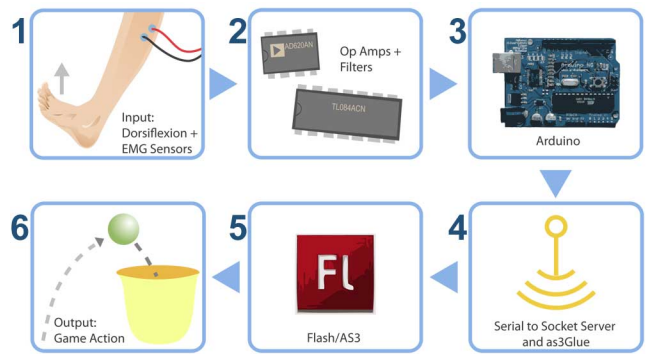 1
Input:
Dorsiflexion +
EMG Sensors
2
AD620AN
Op Amps +
Filters
TL084ACN
3
Arduino
4
Serial to Socket Server
and as3Glue
5
FL
Flash/AS3
6
Output:
Game Action